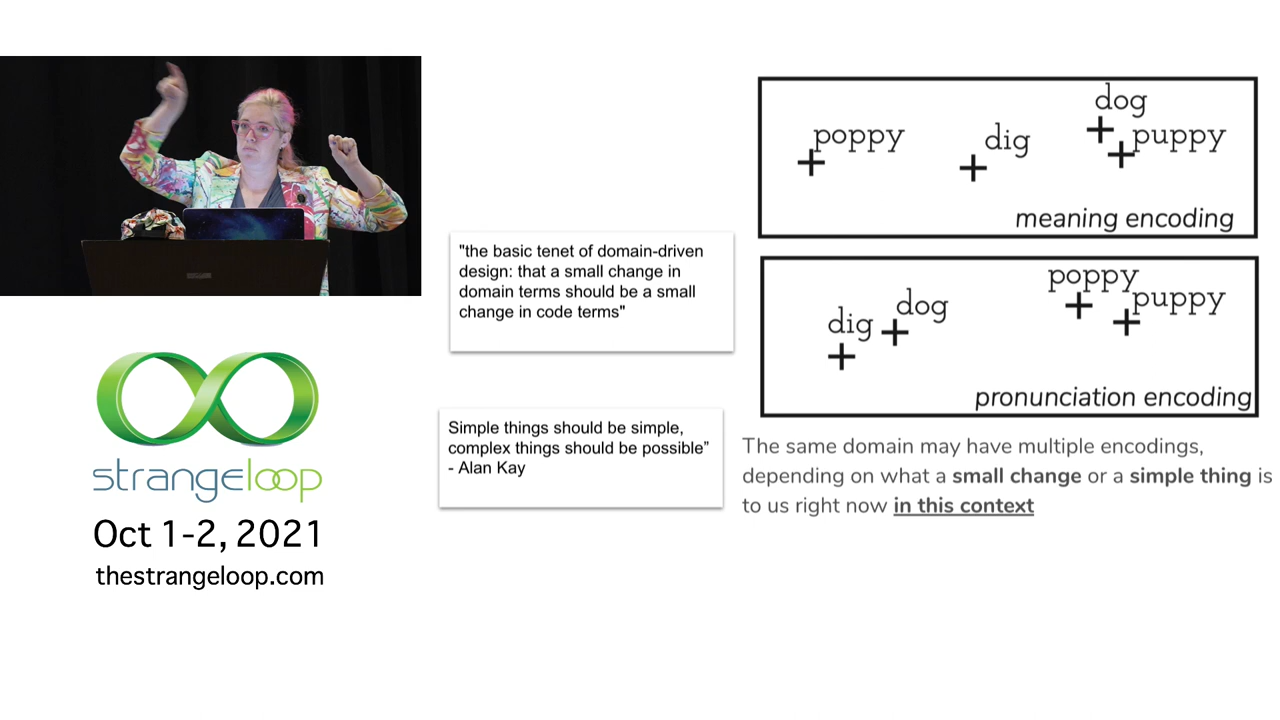 strangeloop
Oct 1-2, 2021
thestrangeloop.com
"the basic tenet of domain-driven
design: that a small change in
domain terms should be a small
change in code terms"
Simple things should be simple,
complex things should be possible”
- Alan Kay
poppy
dig
dog
puppy
meaning encoding
dig
dog
poppy
puppy
pronunciation encoding
The same domain may have multiple encodings,
depending on what a small change or a simple thing is
to us right now in this context